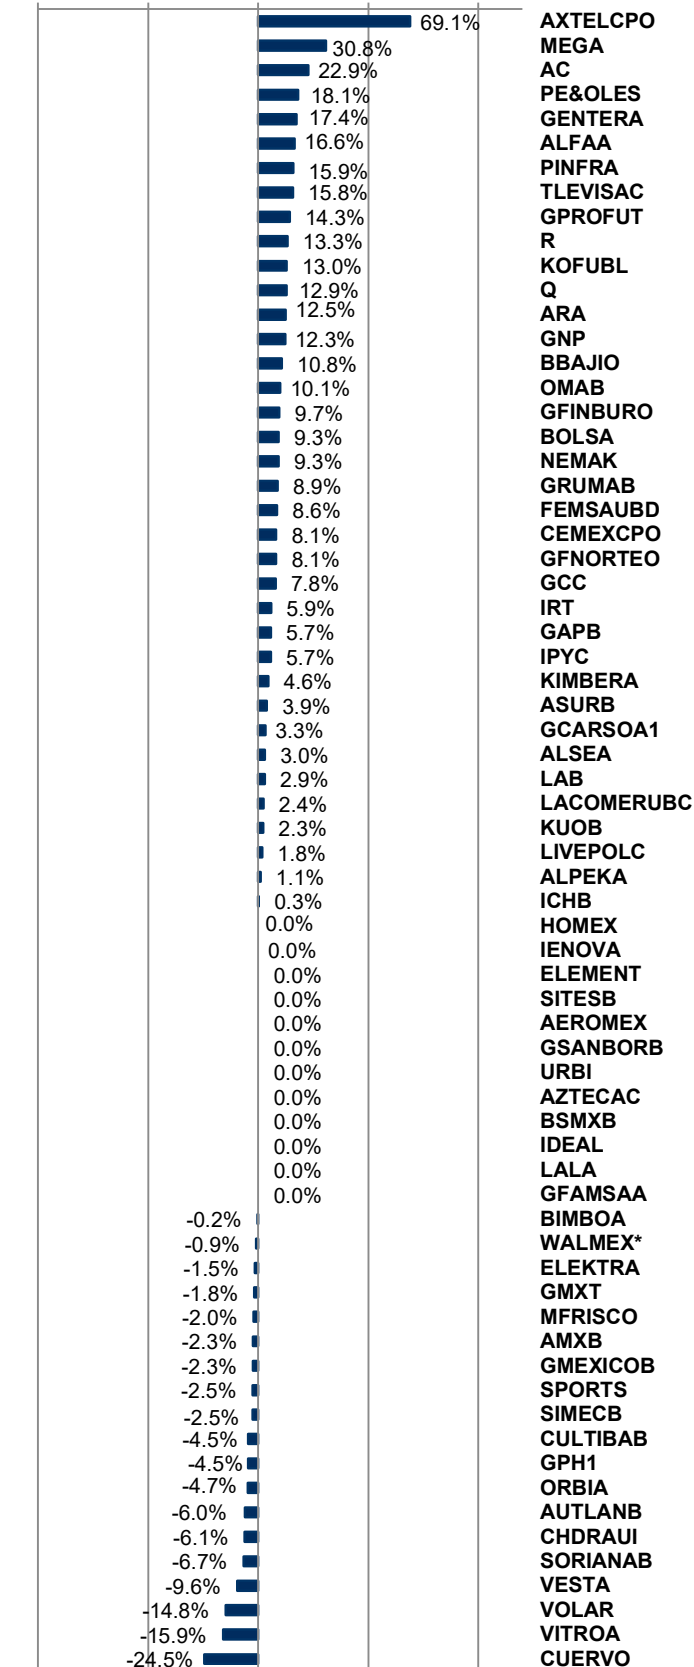 69.1% AXTELCPO
30.8% MEGA
22.9% AC
18.1% PE&OLES
17.4% GENTERA
16.6% ALFAA
15.9% PINFRA
15.8% TLEVISAC
14.3% GPROFUT
13.3% R
13.0% KOFUBL
12.9% Q
12.5% ARA
12.3% GNP
10.8% BBAJIO
10.1% OMAB
9.7% GFINBURO
9.3% BOLSA
9.3% NEMAK
8.9% GRUMAB
8.6% FEMSAUBD
8.1% CEMEXCPO
8.1% GFNORTEO
7.8% GCC
5.9% IRT
5.7% GAPB
5.7% IPYC
4.6% KIMBERA
3.9% ASURB
3.3% GCARSOA1
3.0% ALSEA
2.9% LAB
2.4% LACOMERUBC
2.3% KUOB
1.8% LIVEPOLC
1.1% ALPEKA
0.3% ICHB
0.0% HOMEX
0.0% IENOVA
0.0% ELEMENT
0.0% SITESB
0.0% AEROMEX
0.0% GSANBORB
0.0% URBI
0.0% AZTECAC
0.0% BSMXB
0.0% IDEAL
0.0% LALA
0.0% GFAMSAA
-0.2% BIMBOA
-0.9% WALMEX*
-1.5% ELEKTRA
-1.8% GMXT
-2.0% MFRISCO
-2.3% AMXB
-2.3% GMEXICOB
-2.5% SPORTS
-2.5% SIMECB
-4.5% CULTIBAB
-4.5% GPH1
-4.7% ORBIA
-6.0% AUTLANB
-6.1% CHDRAUI
-6.7% SORIANAB
-9.6% VESTA
-14.8% VOLAR
-15.9% VITROA
-24.5% CUERVO